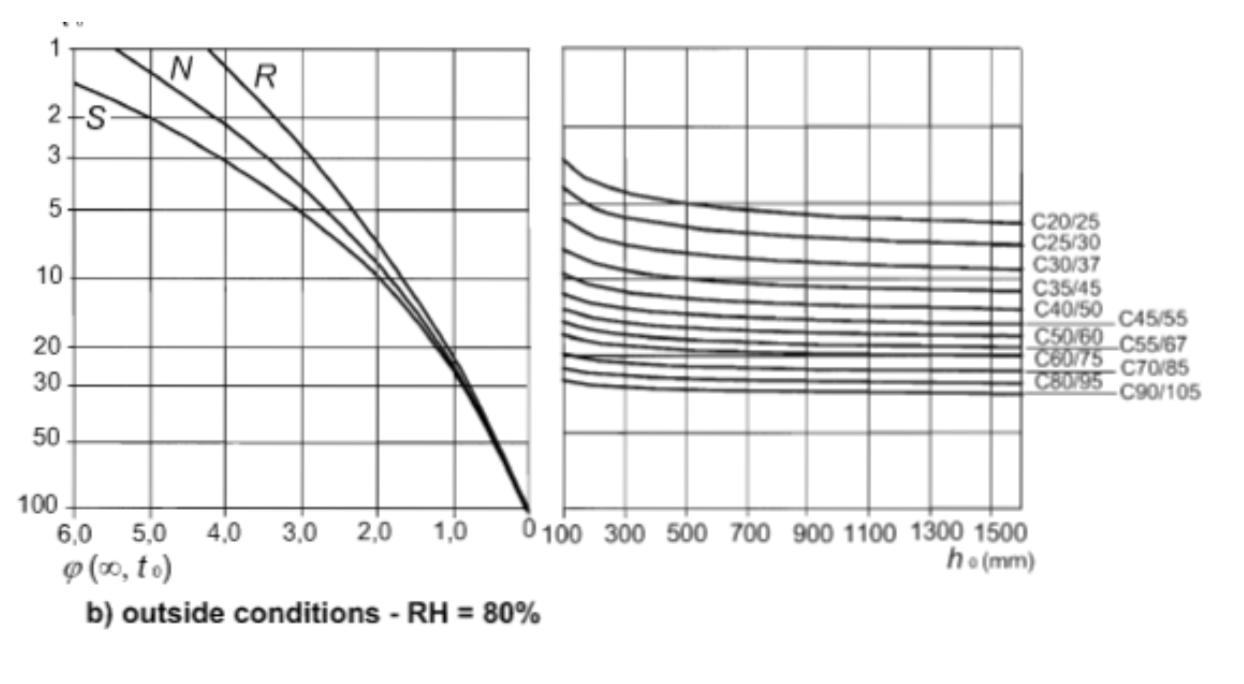 1
N
R
2
S
3
5
10
20
30
50
100
6,0 5,0 4,0 3,0 2,0 1,0 0
100 300 500 700 900 1100 1300 1500
φ (∞, t 0)
h 0 (mm)
C20/25
C25/30
C30/37
C35/45
C40/50
C45/55
C50/60
C55/67
C60/75
C70/85
C80/95
C90/105
b) outside conditions - RH = 80%